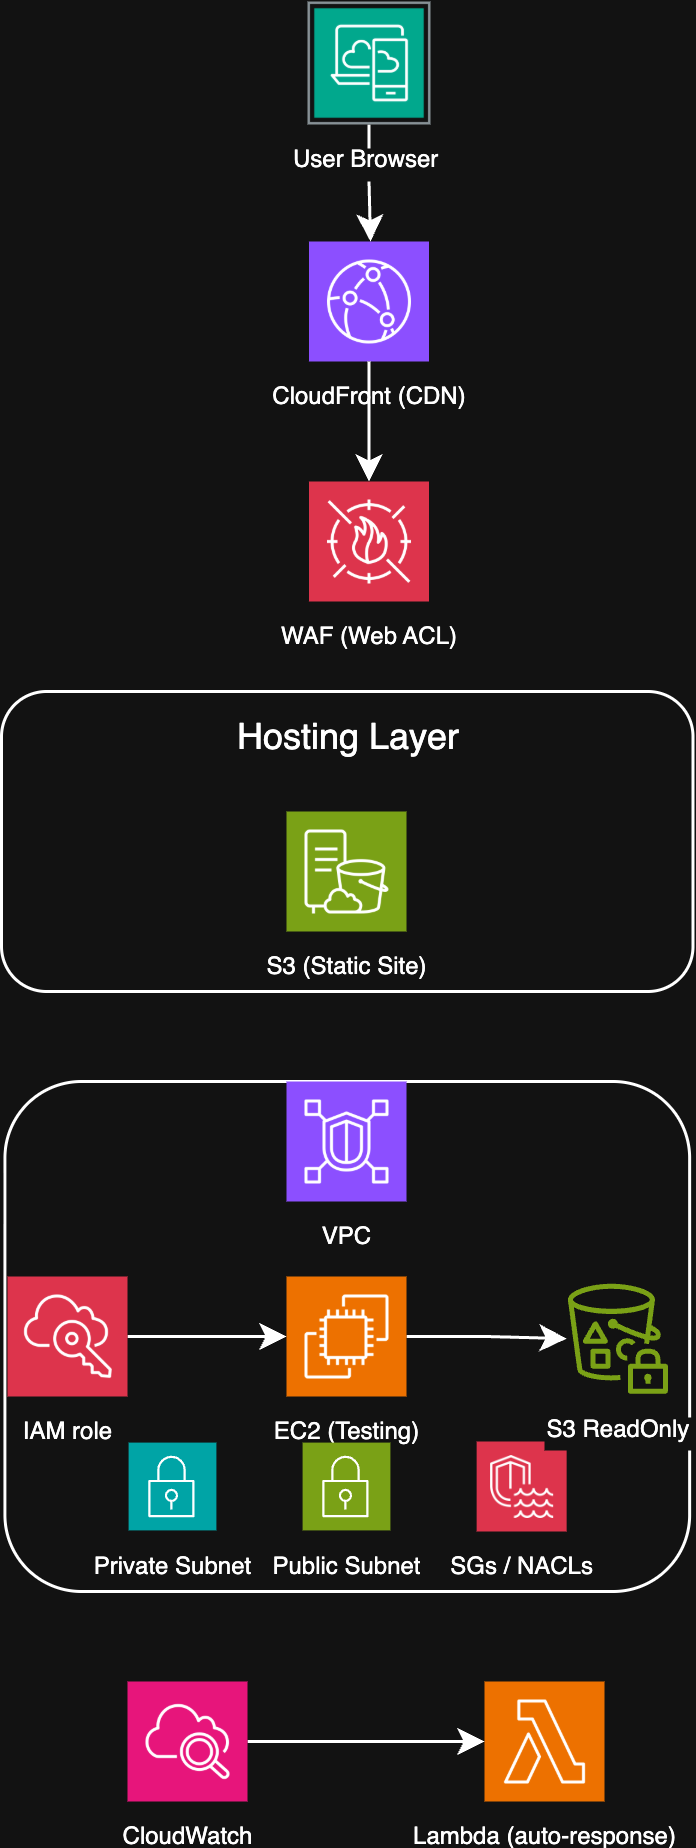 User Browser
CloudFront (CDN)
WAF (Web ACL)
Hosting Layer
S3 (Static Site)
VPC
IAM role
EC2 (Testing)
S3 ReadOnly
Private Subnet
Public Subnet
SGs / NACLs
CloudWatch
Lambda (auto-response)